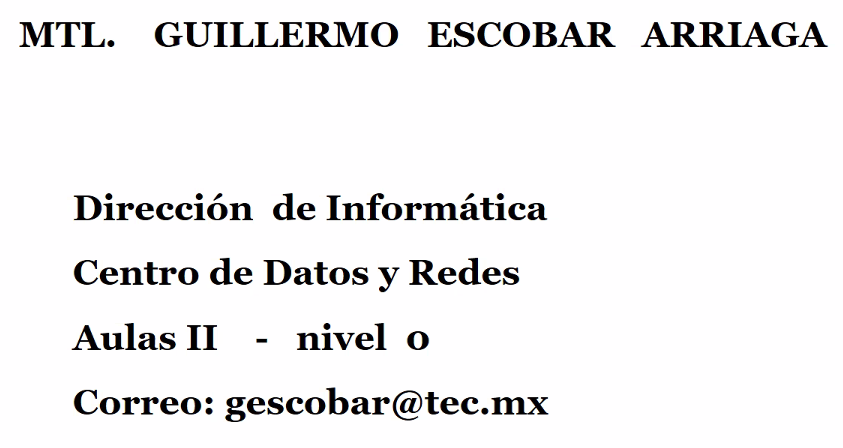 MTL. GUILLERMO ESCOBAR ARRIAGA
Dirección de Informática
Centro de Datos y Redes
Aulas II - nivel 0
Correo: gescobar@tec.mx